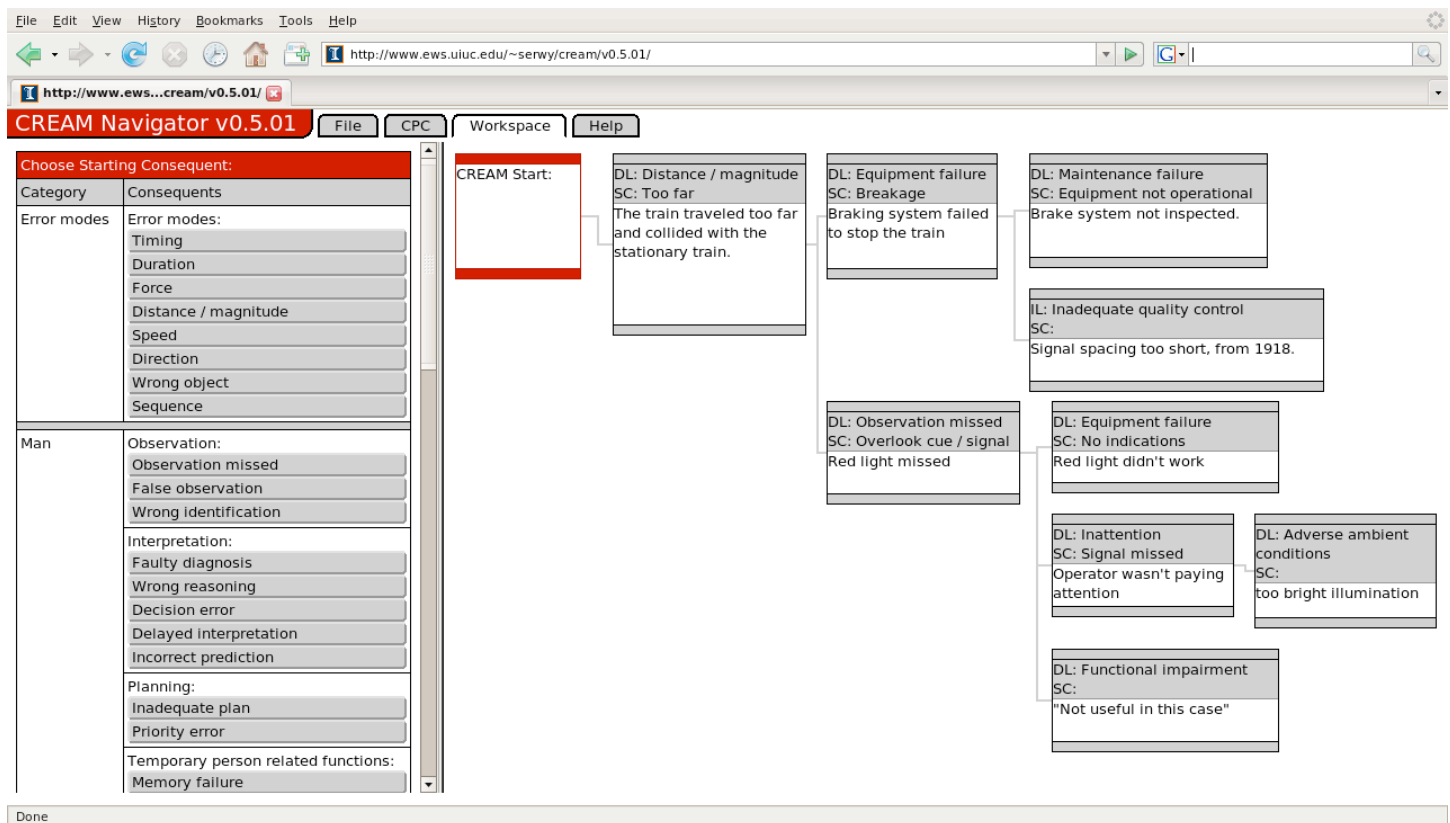 File Edit View History Bookmarks Tools Help
http://www.ews.uiuc.edu/~serwy/cream/v0.5.01/
G
http://www.ews...cream/v0.5.01/
CREAM Navigator v0.5.01
File
CPC
Workspace
Help
Choose Starting Consequent:
Category Consequents
Error modes Error modes:
Timing
Duration
Force
Distance / magnitude
Speed
Direction
Wrong object
Sequence
Man Observation:
Observation missed
False observation
Wrong identification
Interpretation:
Faulty diagnosis
Wrong reasoning
Decision error
Delayed interpretation
Incorrect prediction
Planning:
Inadequate plan
Priority error
Temporary person related functions:
Memory failure
CREAM Start:
DL: Distance / magnitude
SC: Too far
The train traveled too far
and collided with the
stationary train.
DL: Equipment failure
SC: Breakage
Braking system failed
to stop the train
DL: Maintenance failure
SC: Equipment not operational
Brake system not inspected.
IL: Inadequate quality control
SC:
Signal spacing too short, from 1918.
DL: Observation missed
SC: Overlook cue / signal
Red light missed
DL: Equipment failure
SC: No indications
Red light didn't work
DL: Inattention
SC: Signal missed
Operator wasn't paying
attention
DL: Adverse ambient
conditions
SC:
too bright illumination
DL: Functional impairment
SC:
"Not useful in this case"
Done